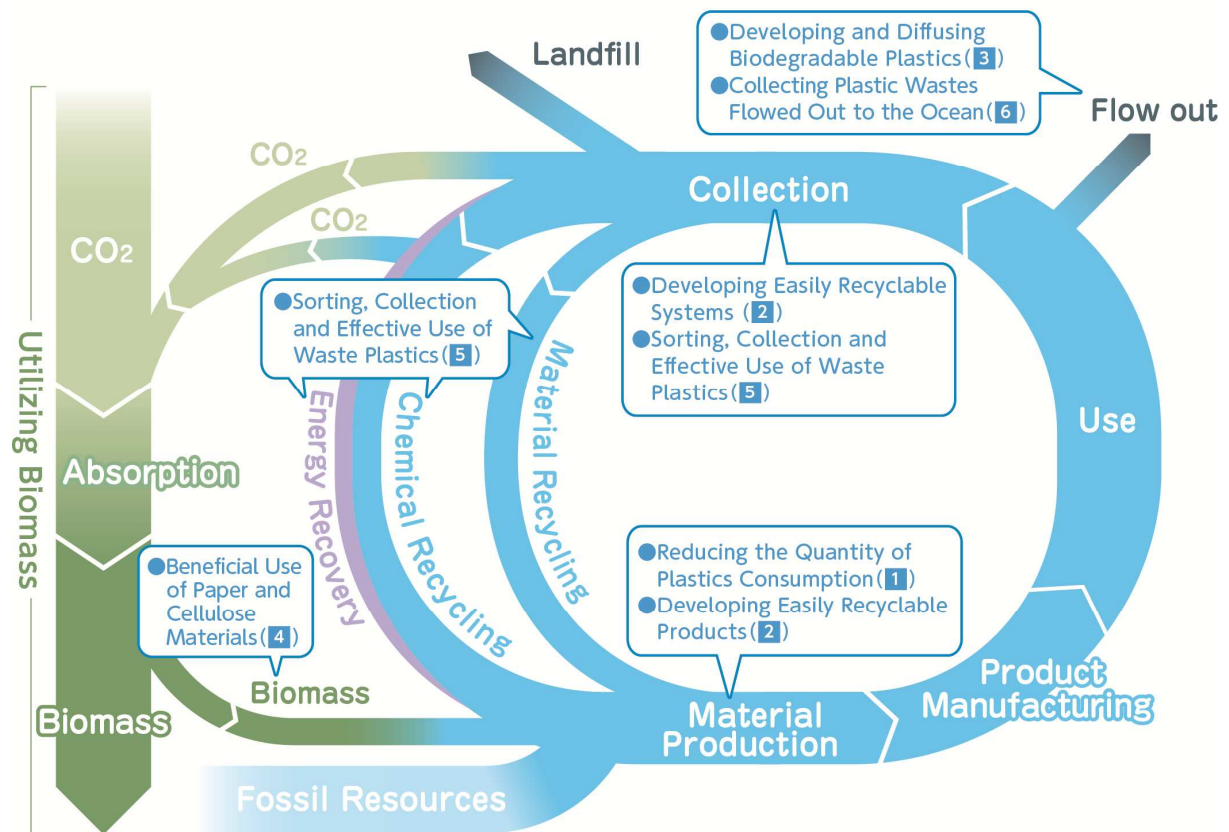 Landfill
●Developing and Diffusing
Biodegradable Plastics(3)
●Collecting Plastic Wastes
Flowed Out to the Ocean(6)
Flow out
CO2
CO2
CO2
Collection
●Developing Easily Recyclable
Systems (2)
●Sorting, Collection and
Effective Use of Waste
Plastics(5)
●Sorting, Collection
and Effective Use of
Waste Plastics(5)
Utilizing Biomass
Absorption
Energy Recovery
Chemical Recycling
Material Recycling
Use
●Beneficial Use
of Paper and
Cellulose
Materials(4)
●Reducing the Quantity of
Plastics Consumption(1)
●Developing Easily Recyclable
Products(2)
Biomass
Biomass
Material
Production
Product
Manufacturing
Fossil Resources